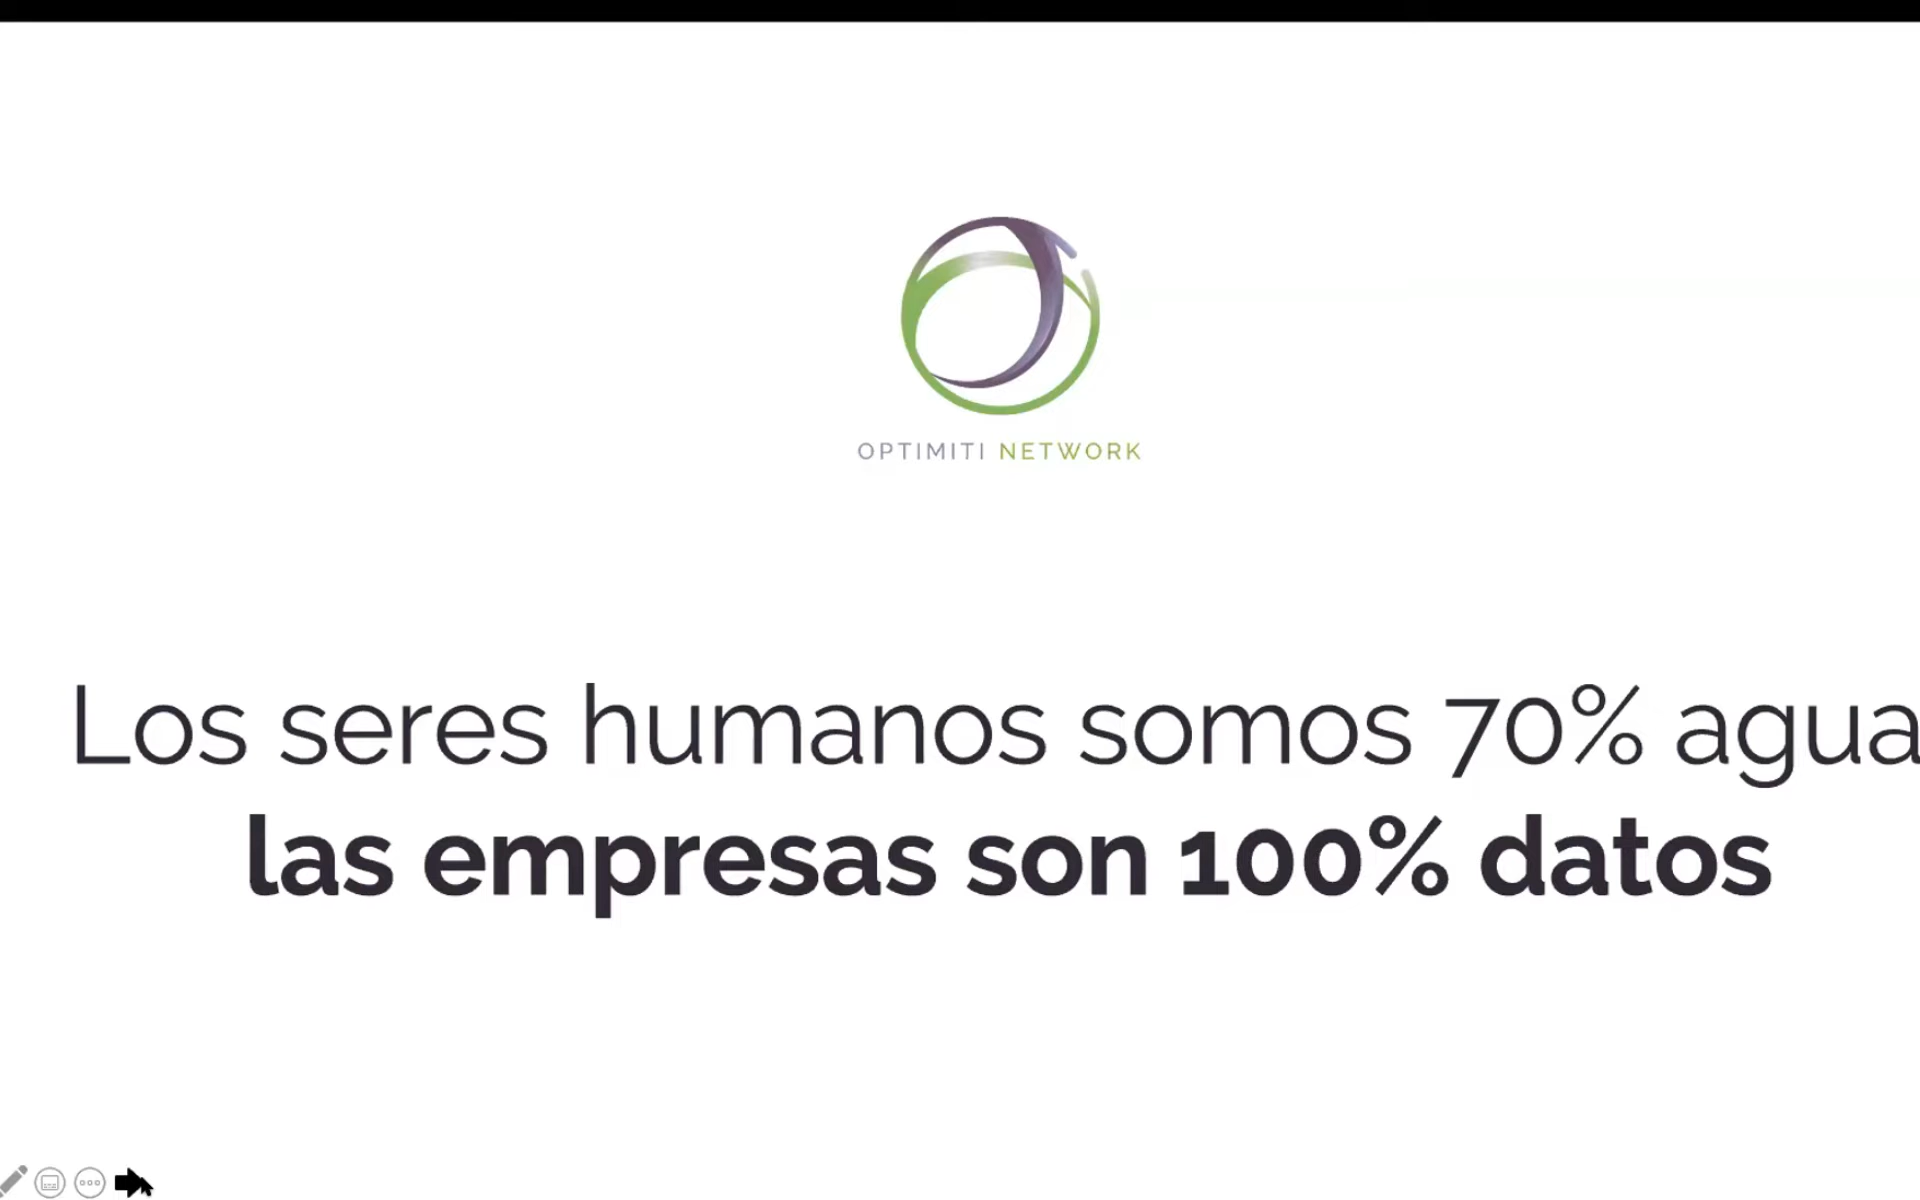 OPTIMITI NETWORK
Los seres humanos somos 70% agua
las empresas son 100% datos